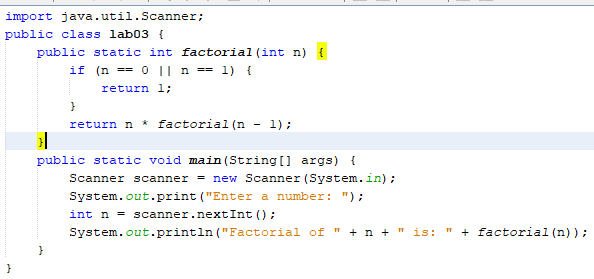 import java.util.Scanner;
public class lab03 {
    public static int factorial(int n) {
        if (n == 0 || n == 1) {
            return 1;
        }
        return n * factorial(n - 1);
    }
    public static void main(String[] args) {
        Scanner scanner = new Scanner(System.in);
        System.out.print("Enter a number: ");
        int n = scanner.nextInt();
        System.out.println("Factorial of " + n + " is: " + factorial(n));
    }
}